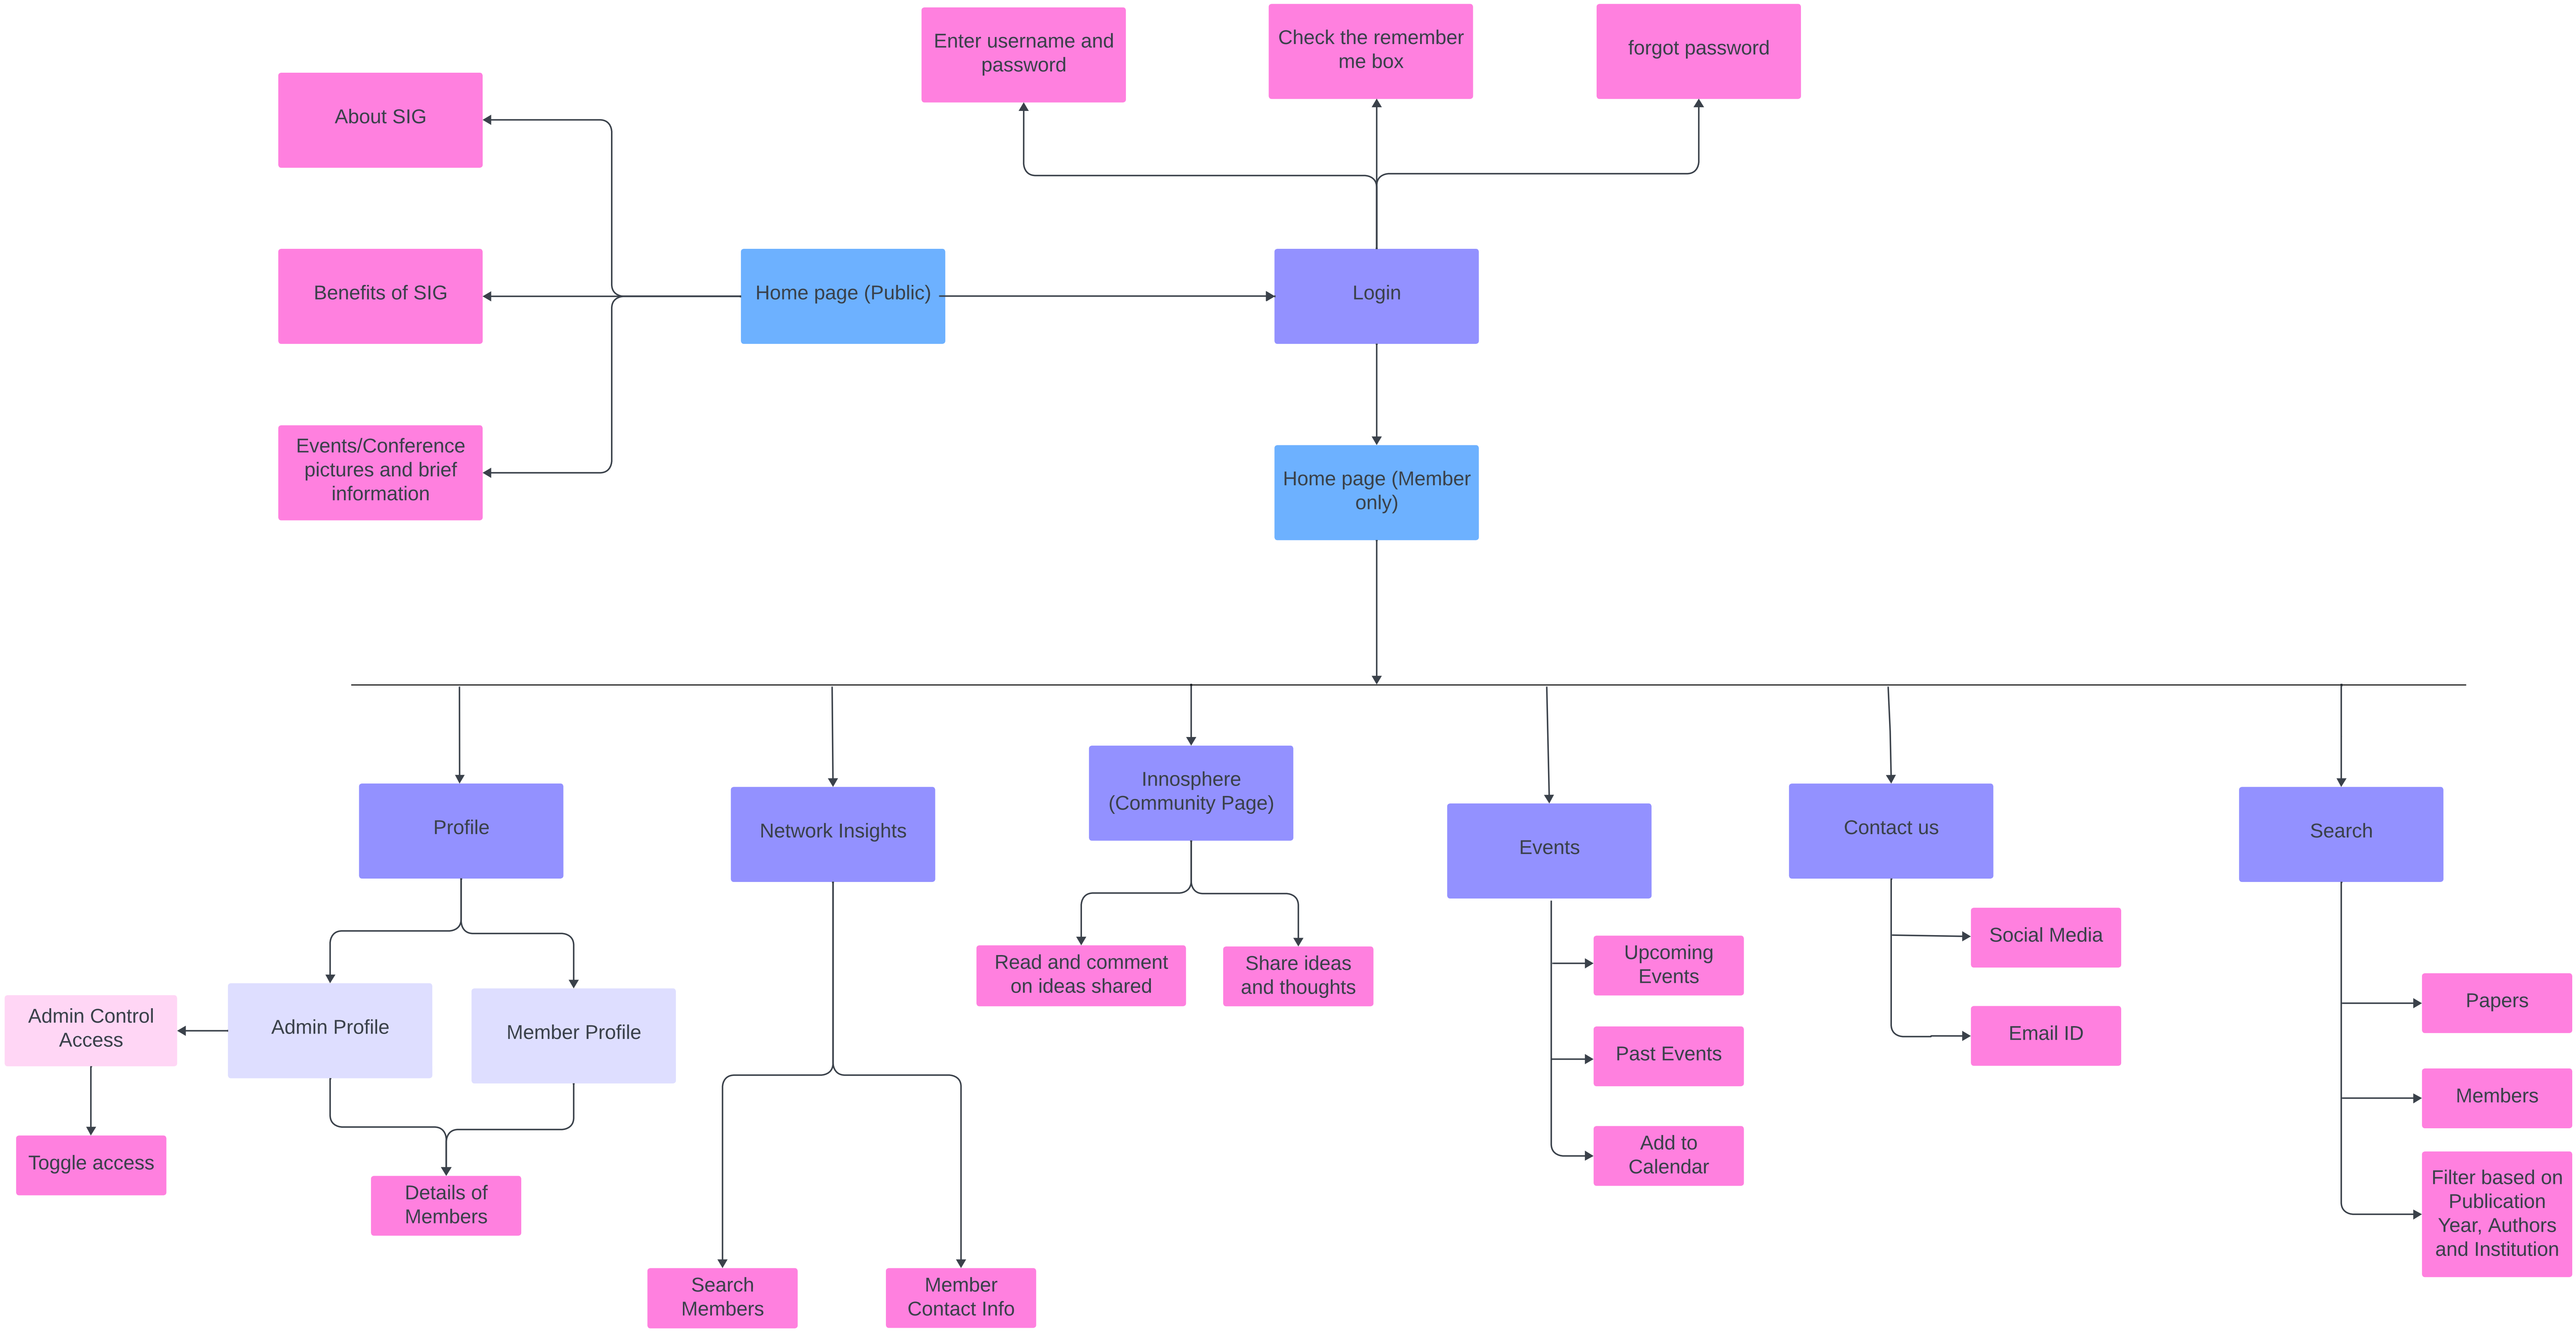 Enter username and
password
Check the remember
me box
forgot password
About SIG
Benefits of SIG
Home page (Public)
Login
Events/Conference
pictures and brief
information
Home page (Member
only)
Profile
Network Insights
Innosphere
(Community Page)
Events
Contact us
Search
Admin Control
Access
Admin Profile
Member Profile
Toggle access
Details of
Members
Search
Members
Member
Contact Info
Read and comment
on ideas shared
Share ideas
and thoughts
Upcoming
Events
Past Events
Add to
Calendar
Social Media
Email ID
Papers
Members
Filter based on
Publication
Year, Authors
and Institution